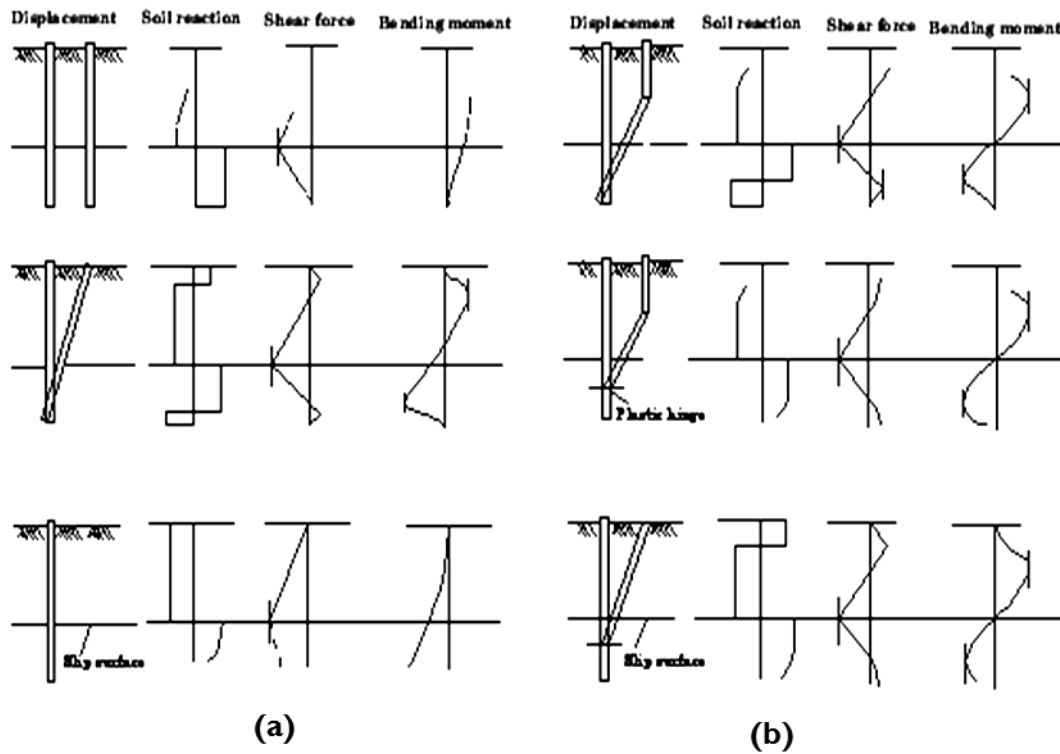 Displacement Soil reaction Shear force Bending moment
Displacement Soil reaction Shear force Bending moment
Plastic hinge
Slip surface
Slip surface
(a)
(b)